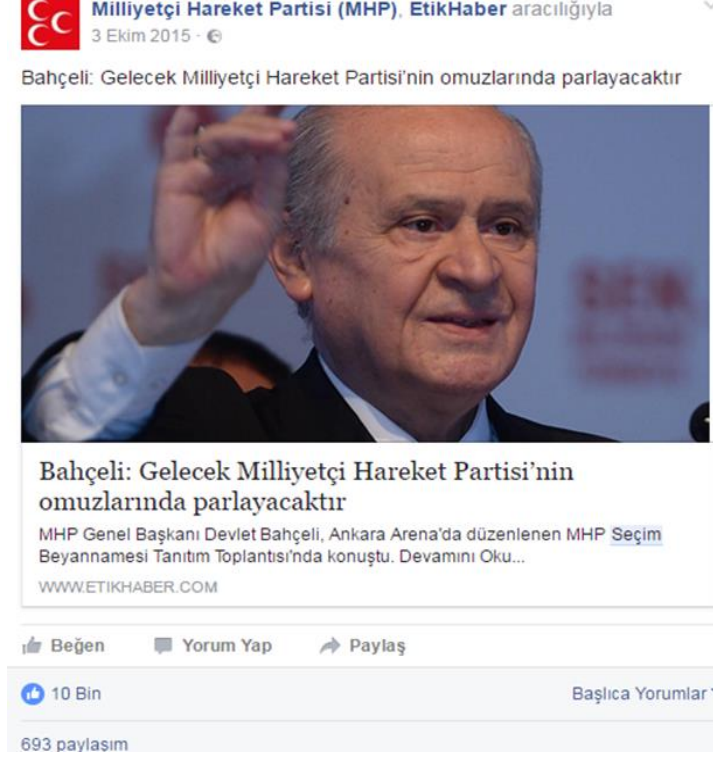 Milliyetçi Hareket Partisi (MHP), EtikHaber aracılığıyla
3 Ekim 2015 ·
Bahçeli: Gelecek Milliyetçi Hareket Partisi'nin omuzlarında parlayacaktır
Bahçeli: Gelecek Milliyetçi Hareket Partisi'nin
omuzlarında parlayacaktır
MHP Genel Başkanı Devlet Bahçeli, Ankara Arena'da düzenlenen MHP Seçim
Beyannamesi Tanıtım Toplantısı'nda konuştu. Devamını Oku...
WWW.ETIKHABER.COM
Beğen Yorum Yap Paylaş
10 Bin Başlıca Yorumlar
693 paylaşım